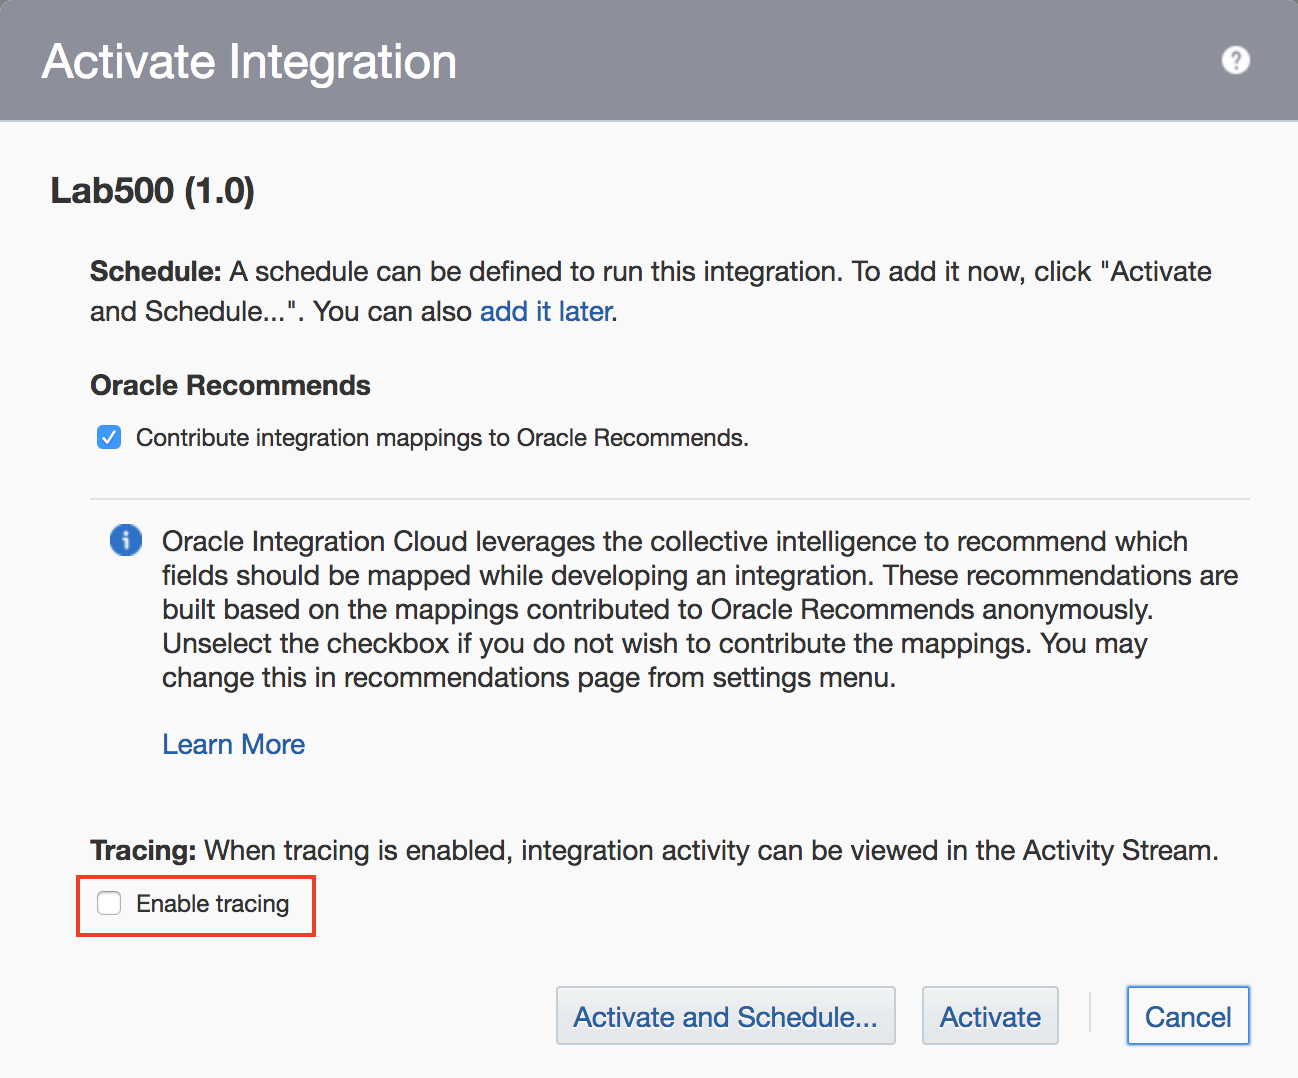 Activate Integration
?
Lab500 (1.0)
Schedule: A schedule can be defined to run this integration. To add it now, click "Activate
and Schedule...". You can also add it later.
Oracle Recommends
Contribute integration mappings to Oracle Recommends.
i
Oracle Integration Cloud leverages the collective intelligence to recommend which
fields should be mapped while developing an integration. These recommendations are
built based on the mappings contributed to Oracle Recommends anonymously.
Unselect the checkbox if you do not wish to contribute the mappings. You may
change this in recommendations page from settings menu.
Learn More
Tracing: When tracing is enabled, integration activity can be viewed in the Activity Stream.
Enable tracing
Activate and Schedule... Activate Cancel